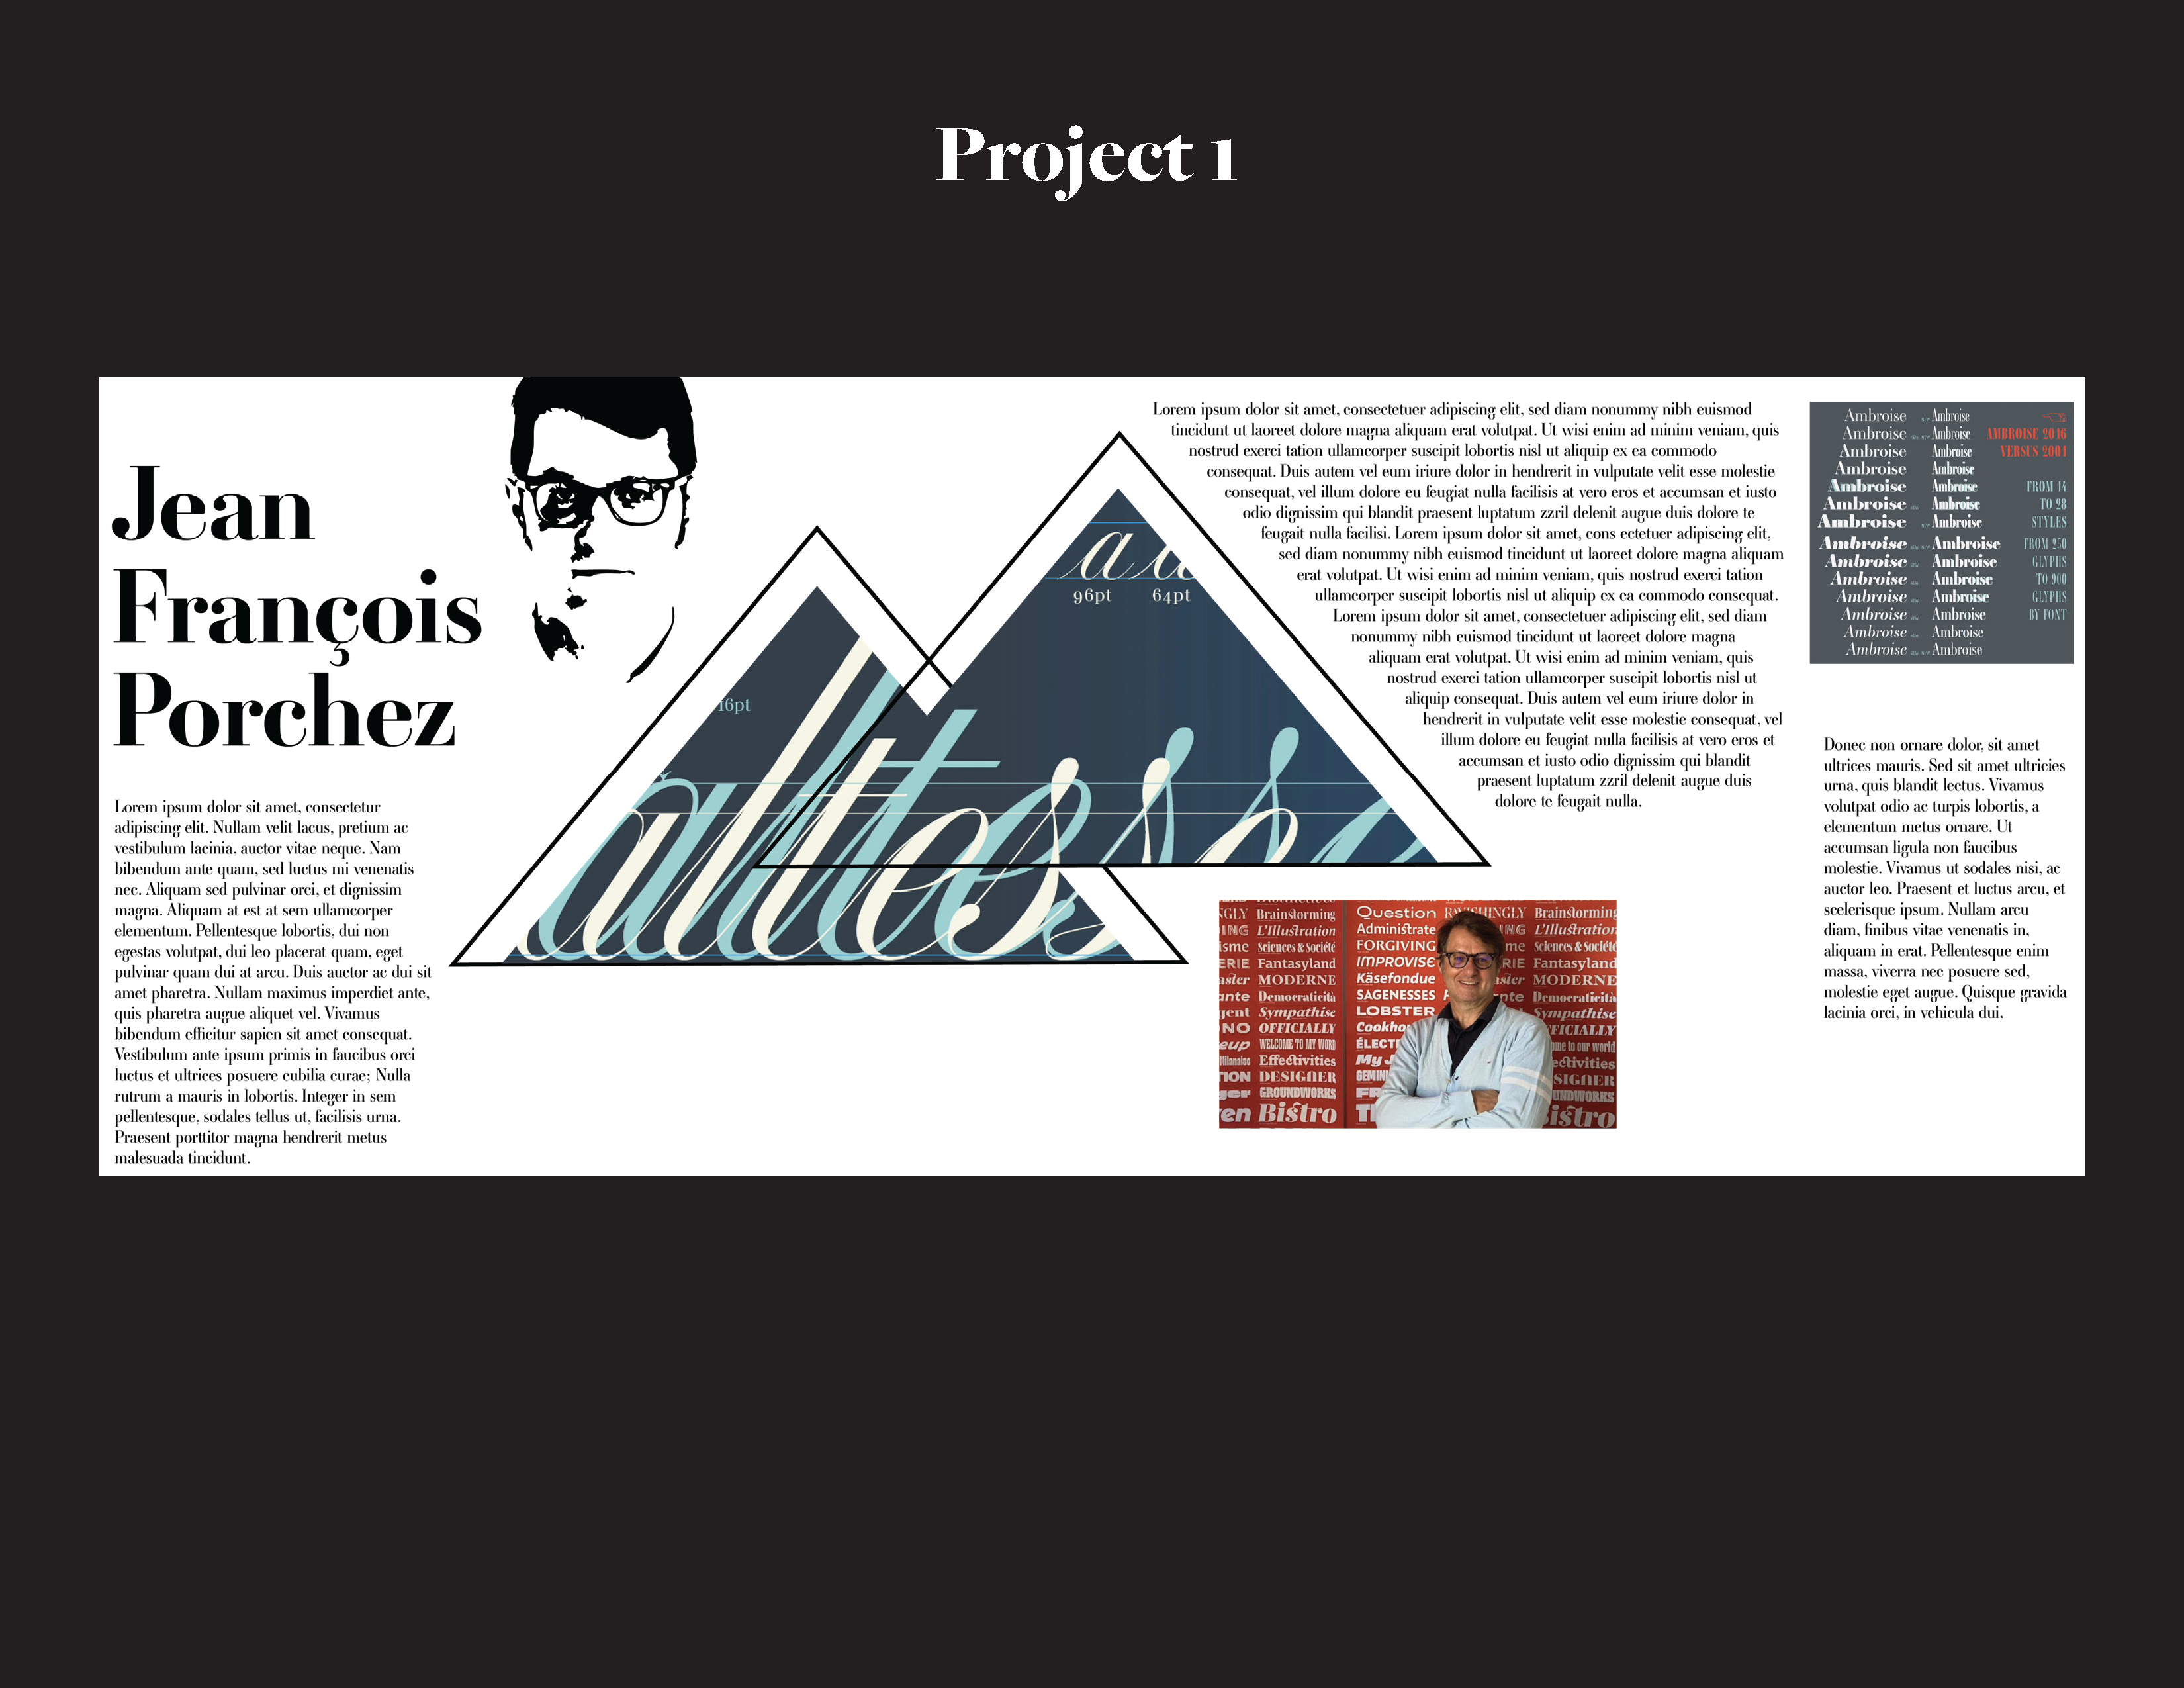 Project 1
Jean
François
Porchez
Lorem ipsum dolor sit amet, consectetur
adipiscing elit. Nullam velit lacus, pretium ac
vestibulum lacinia, auctor vitae neque. Nam
bibendum ante quam, sed luctus mi venenatis
nec. Aliquam sed pulvinar orci, et dignissim
magna. Aliquam at est at sem ullamcorper
elementum. Pellentesque lobortis, dui non
egestas volutpat, dui leo placerat quam, eget
pulvinar quam dui at arcu. Duis auctor ac dui sit
amet pharetra. Nullam maximus imperdiet ante,
quis pharetra augue aliquet vel. Vivamus
bibendum efficitur sapien sit amet consequat.
Vestibulum ante ipsum primis in faucibus orci
luctus et ultrices posuere cubilia curae; Nulla
rutrum a mauris in lobortis. Integer in sem
pellentesque, sodales tellus ut, facilisis urna.
Praesent porttitor magna hendrerit metus
malesuada tincidunt.
16pt
96pt 64pt
Lorem ipsum dolor sit amet, consectetuer adipiscing elit, sed diam nonummy nibh euismod
tincidunt ut laoreet dolore magna aliquam erat volutpat. Ut wisi enim ad minim veniam, quis
nostrud exerci tation ullamcorper suscipit lobortis nisl ut aliquip ex ea commodo
consequat. Duis autem vel eum iriure dolor in hendrerit in vulputate velit esse molestie
consequat, vel illum dolore eu feugiat nulla facilisis at vero eros et accumsan et iusto
odio dignissim qui blandit praesent luptatum zzril delenit augue duis dolore te
feugait nulla facilisi. Lorem ipsum dolor sit amet, cons ectetuer adipiscing elit,
sed diam nonummy nibh euismod tincidunt ut laoreet dolore magna aliquam
erat volutpat. Ut wisi enim ad minim veniam, quis nostrud exerci tation
ullamcorper suscipit lobortis nisl ut aliquip ex ea commodo consequat.
Lorem ipsum dolor sit amet, consectetuer adipiscing elit, sed diam
nonummy nibh euismod tincidunt ut laoreet dolore magna
aliquam erat volutpat. Ut wisi enim ad minim veniam, quis
nostrud exerci tation ullamcorper suscipit lobortis nisl ut
aliquip consequat. Duis autem vel eum iriure dolor in
hendrerit in vulputate velit esse molestie consequat, vel
illum dolore eu feugiat nulla facilisis at vero eros et
accumsan et iusto odio dignissim qui blandit
praesent luptatum zzril delenit augue duis
dolore te feugait nulla.
Brainstorming Question Brainstorming
L'Illustration Administrate L'Illustration
Sciences & Société FORGIVING Sciences & Société
Fantasyland IMPROVISE Fantasyland
MODERNE Käsefondue MODERNE
Democraticità SAGENESSES Democraticità
Sympathise LOBSTER Sympathise
OFFICIALLY
WELCOME TO MY WORD
Effectivities
DESIGNER
GROUNDWORKS
Bistro
Ambroise Ambroise
Ambroise Ambroise AMBROISE 2016
Ambroise Ambroise VERSUS 2001
Ambroise Ambroise
Ambroise Ambroise FROM 14
Ambroise Ambroise TO 28
Ambroise Ambroise STYLES
Ambroise Ambroise FROM 250
Ambroise Ambroise GLYPHS
Ambroise Ambroise TO 900
Ambroise Ambroise GLYPHS
Ambroise Ambroise BY FONT
Ambroise Ambroise
Ambroise Ambroise
Donec non ornare dolor, sit amet
ultrices mauris. Sed sit amet ultricies
urna, quis blandit lectus. Vivamus
volutpat odio ac turpis lobortis, a
elementum metus ornare. Ut
accumsan ligula non faucibus
molestie. Vivamus ut sodales nisi, ac
auctor leo. Praesent et luctus arcu, et
scelerisque ipsum. Nullam arcu
diam, finibus vitae venenatis in,
aliquam in erat. Pellentesque enim
massa, viverra nec posuere sed,
molestie eget augue. Quisque gravida
lacinia orci, in vehicula dui.